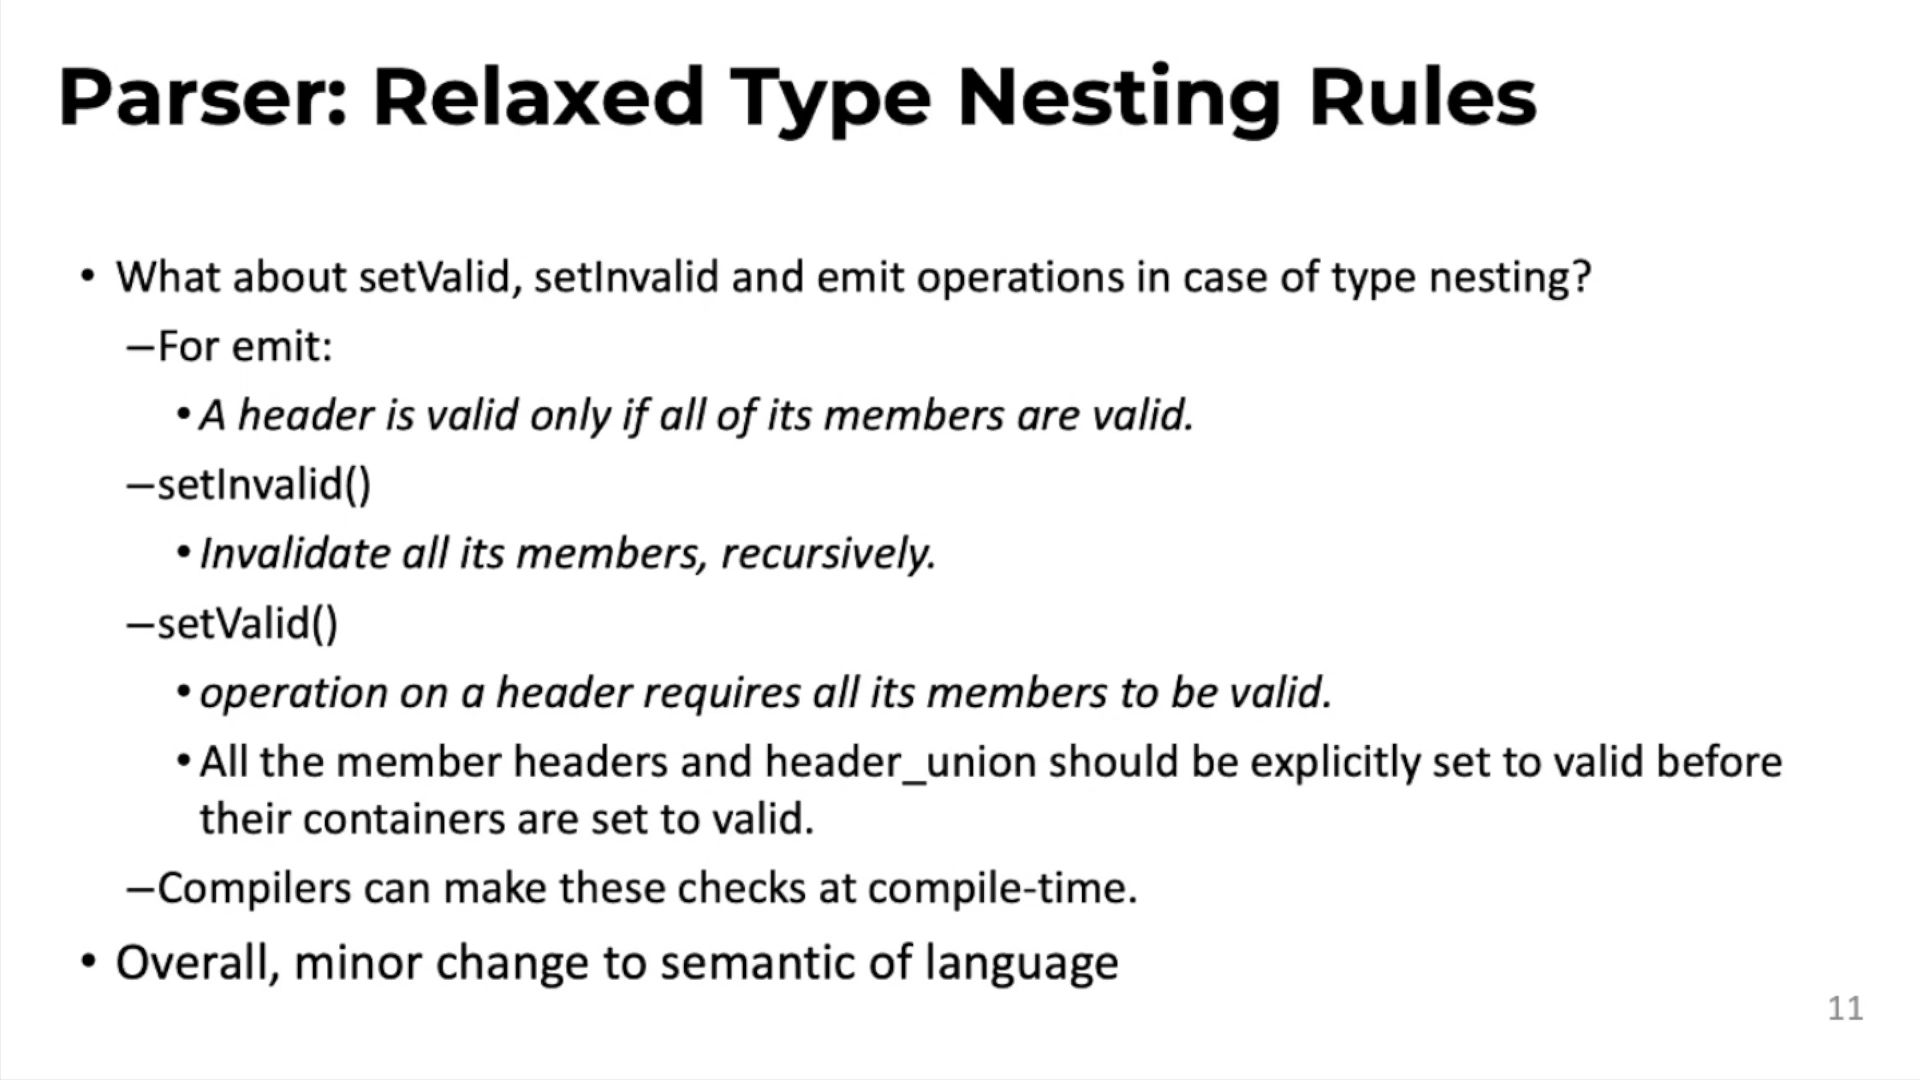 Parser: Relaxed Type Nesting Rules
• What about setValid, setInvalid and emit operations in case of type nesting?
–For emit:
• A header is valid only if all of its members are valid.
–setInvalid()
• Invalidate all its members, recursively.
–setValid()
• operation on a header requires all its members to be valid.
• All the member headers and header_union should be explicitly set to valid before
their containers are set to valid.
–Compilers can make these checks at compile-time.
• Overall, minor change to semantic of language
11